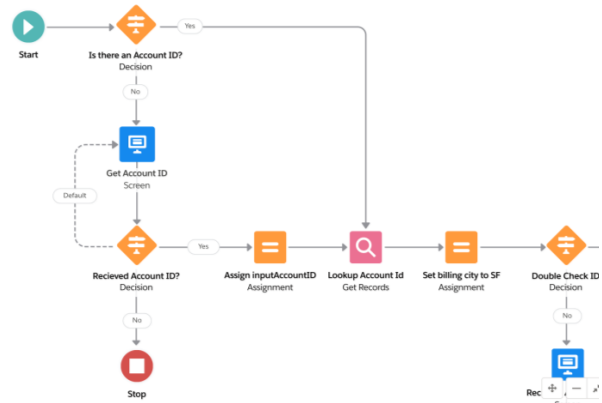 Yes
Start
Is there an Account ID?
Decision
No
Get Account ID
Screen
Default
Yes
Recieved Account ID?
Decision
Assign inputAccountID
Assignment
Lookup Account Id
Get Records
Set billing city to SF
Assignment
Double Check ID
Decision
No
No
Stop